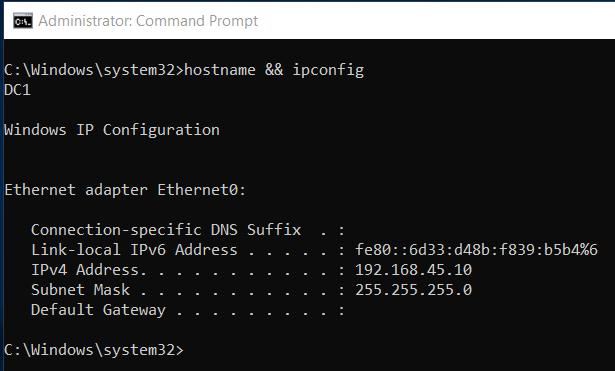 Administrator: Command Prompt
C:\Windows\system32>hostname && ipconfig
DC1
Windows IP Configuration
Ethernet adapter Ethernet0:
Connection-specific DNS Suffix  . :
Link-local IPv6 Address . . . . . : fe80::6d33:d48b:f839:b5b4%6
IPv4 Address. . . . . . . . . . . : 192.168.45.10
Subnet Mask . . . . . . . . . . . : 255.255.255.0
Default Gateway . . . . . . . . . :
C:\Windows\system32>